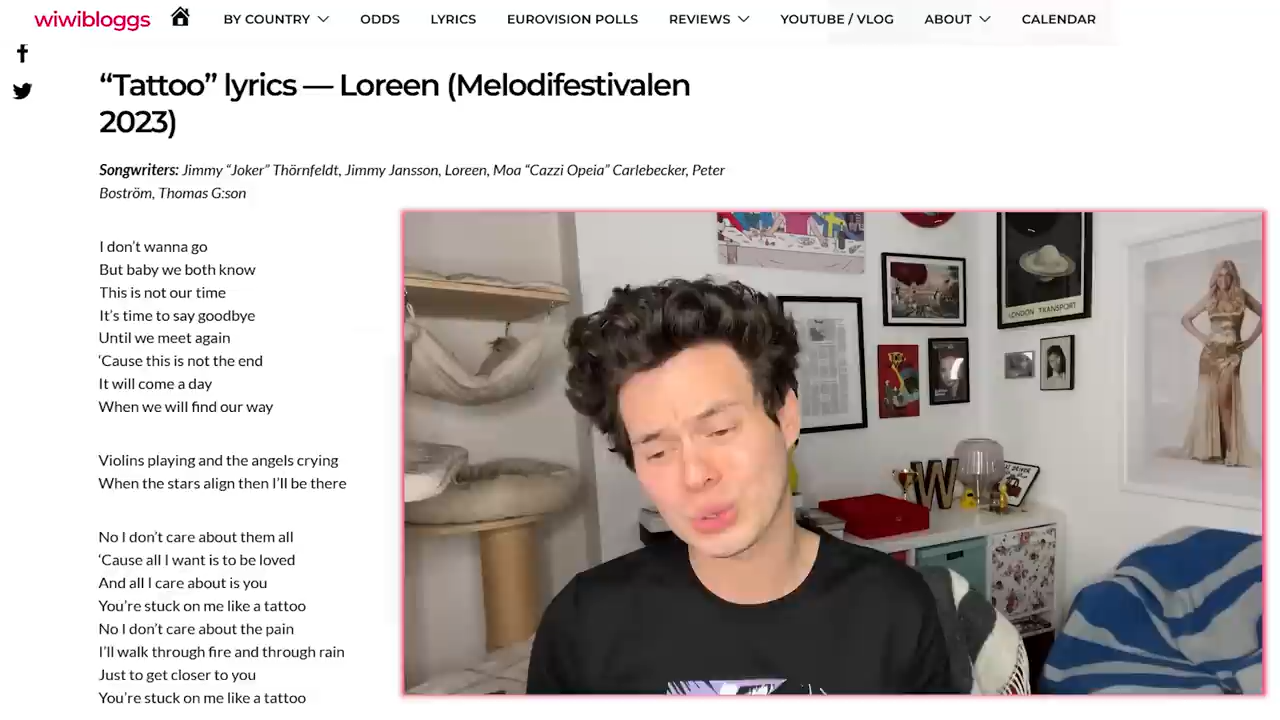 wiwibloggs BY COUNTRY ODDS LYRICS EUROVISION POLLS REVIEWS YOUTUBE / VLOG ABOUT CALENDAR
“Tattoo” lyrics — Loreen (Melodifestivalen
2023)
Songwriters: Jimmy “Joker” Thörnfeldt, Jimmy Jansson, Loreen, Moa “Cazzi Opeia” Carlebecker, Peter
Boström, Thomas G:son
I don’t wanna go
But baby we both know
This is not our time
It’s time to say goodbye
Until we meet again
‘Cause this is not the end
It will come a day
When we will find our way
Violins playing and the angels crying
When the stars align then I’ll be there
No I don’t care about them all
‘Cause all I want is to be loved
And all I care about is you
You’re stuck on me like a tattoo
No I don’t care about the pain
I’ll walk through fire and through rain
Just to get closer to you
You’re stuck on me like a tattoo
LONDON TRANSPORT
W